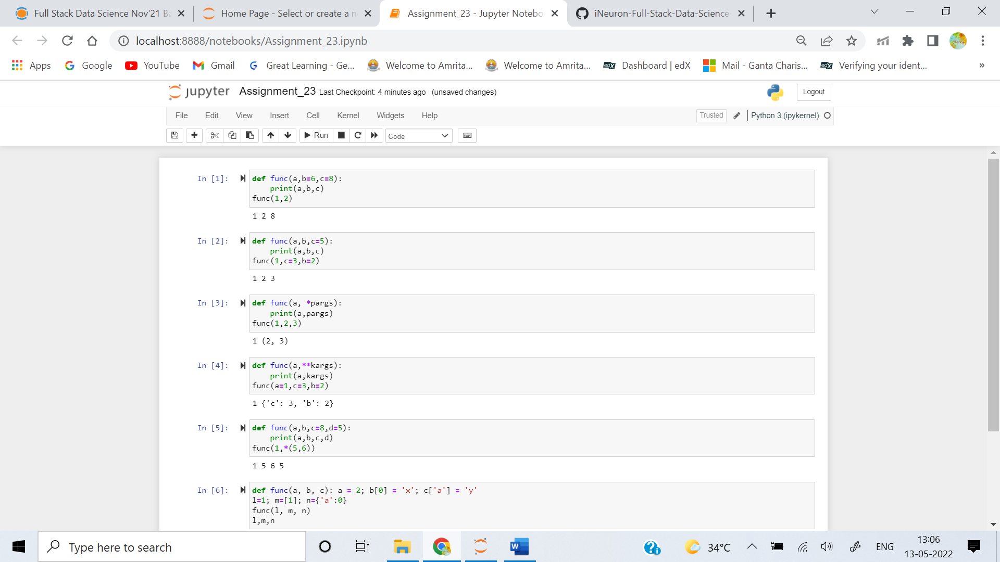 Full Stack Data Science Nov'21 Ba
Home Page - Select or create a n
Assignment_23 - Jupyter Notebo
iNeuron-Full-Stack-Data-Science-
localhost:8888/notebooks/Assignment_23.ipynb
Apps
Google
YouTube
Gmail
Great Learning - Ge...
Welcome to Amrita...
Welcome to Amrita...
Dashboard | edX
Mail - Ganta Charis...
Verifying your ident...
»
jupyter Assignment_23 Last Checkpoint: 4 minutes ago (unsaved changes)
Logout
File Edit View Insert Cell Kernel Widgets Help
Trusted
Python 3 (ipykernel)
Run
Code
In [1]:
def func(a,b=6,c=8):
    print(a,b,c)
func(1,2)
1 2 8
In [2]:
def func(a,b,c=5):
    print(a,b,c)
func(1,c=3,b=2)
1 2 3
In [3]:
def func(a, *pargs):
    print(a,pargs)
func(1,2,3)
1 (2, 3)
In [4]:
def func(a,**kargs):
    print(a,kargs)
func(a=1,c=3,b=2)
1 {'c': 3, 'b': 2}
In [5]:
def func(a,b,c=8,d=5):
    print(a,b,c,d)
func(1,*(5,6))
1 5 6 5
In [6]:
def func(a, b, c): a = 2; b[0] = 'x'; c['a'] = 'y'
l=1; m=[1]; n={'a':0}
func(l, m, n)
l,m,n
Type here to search
34°C
ENG
13:06
13-05-2022